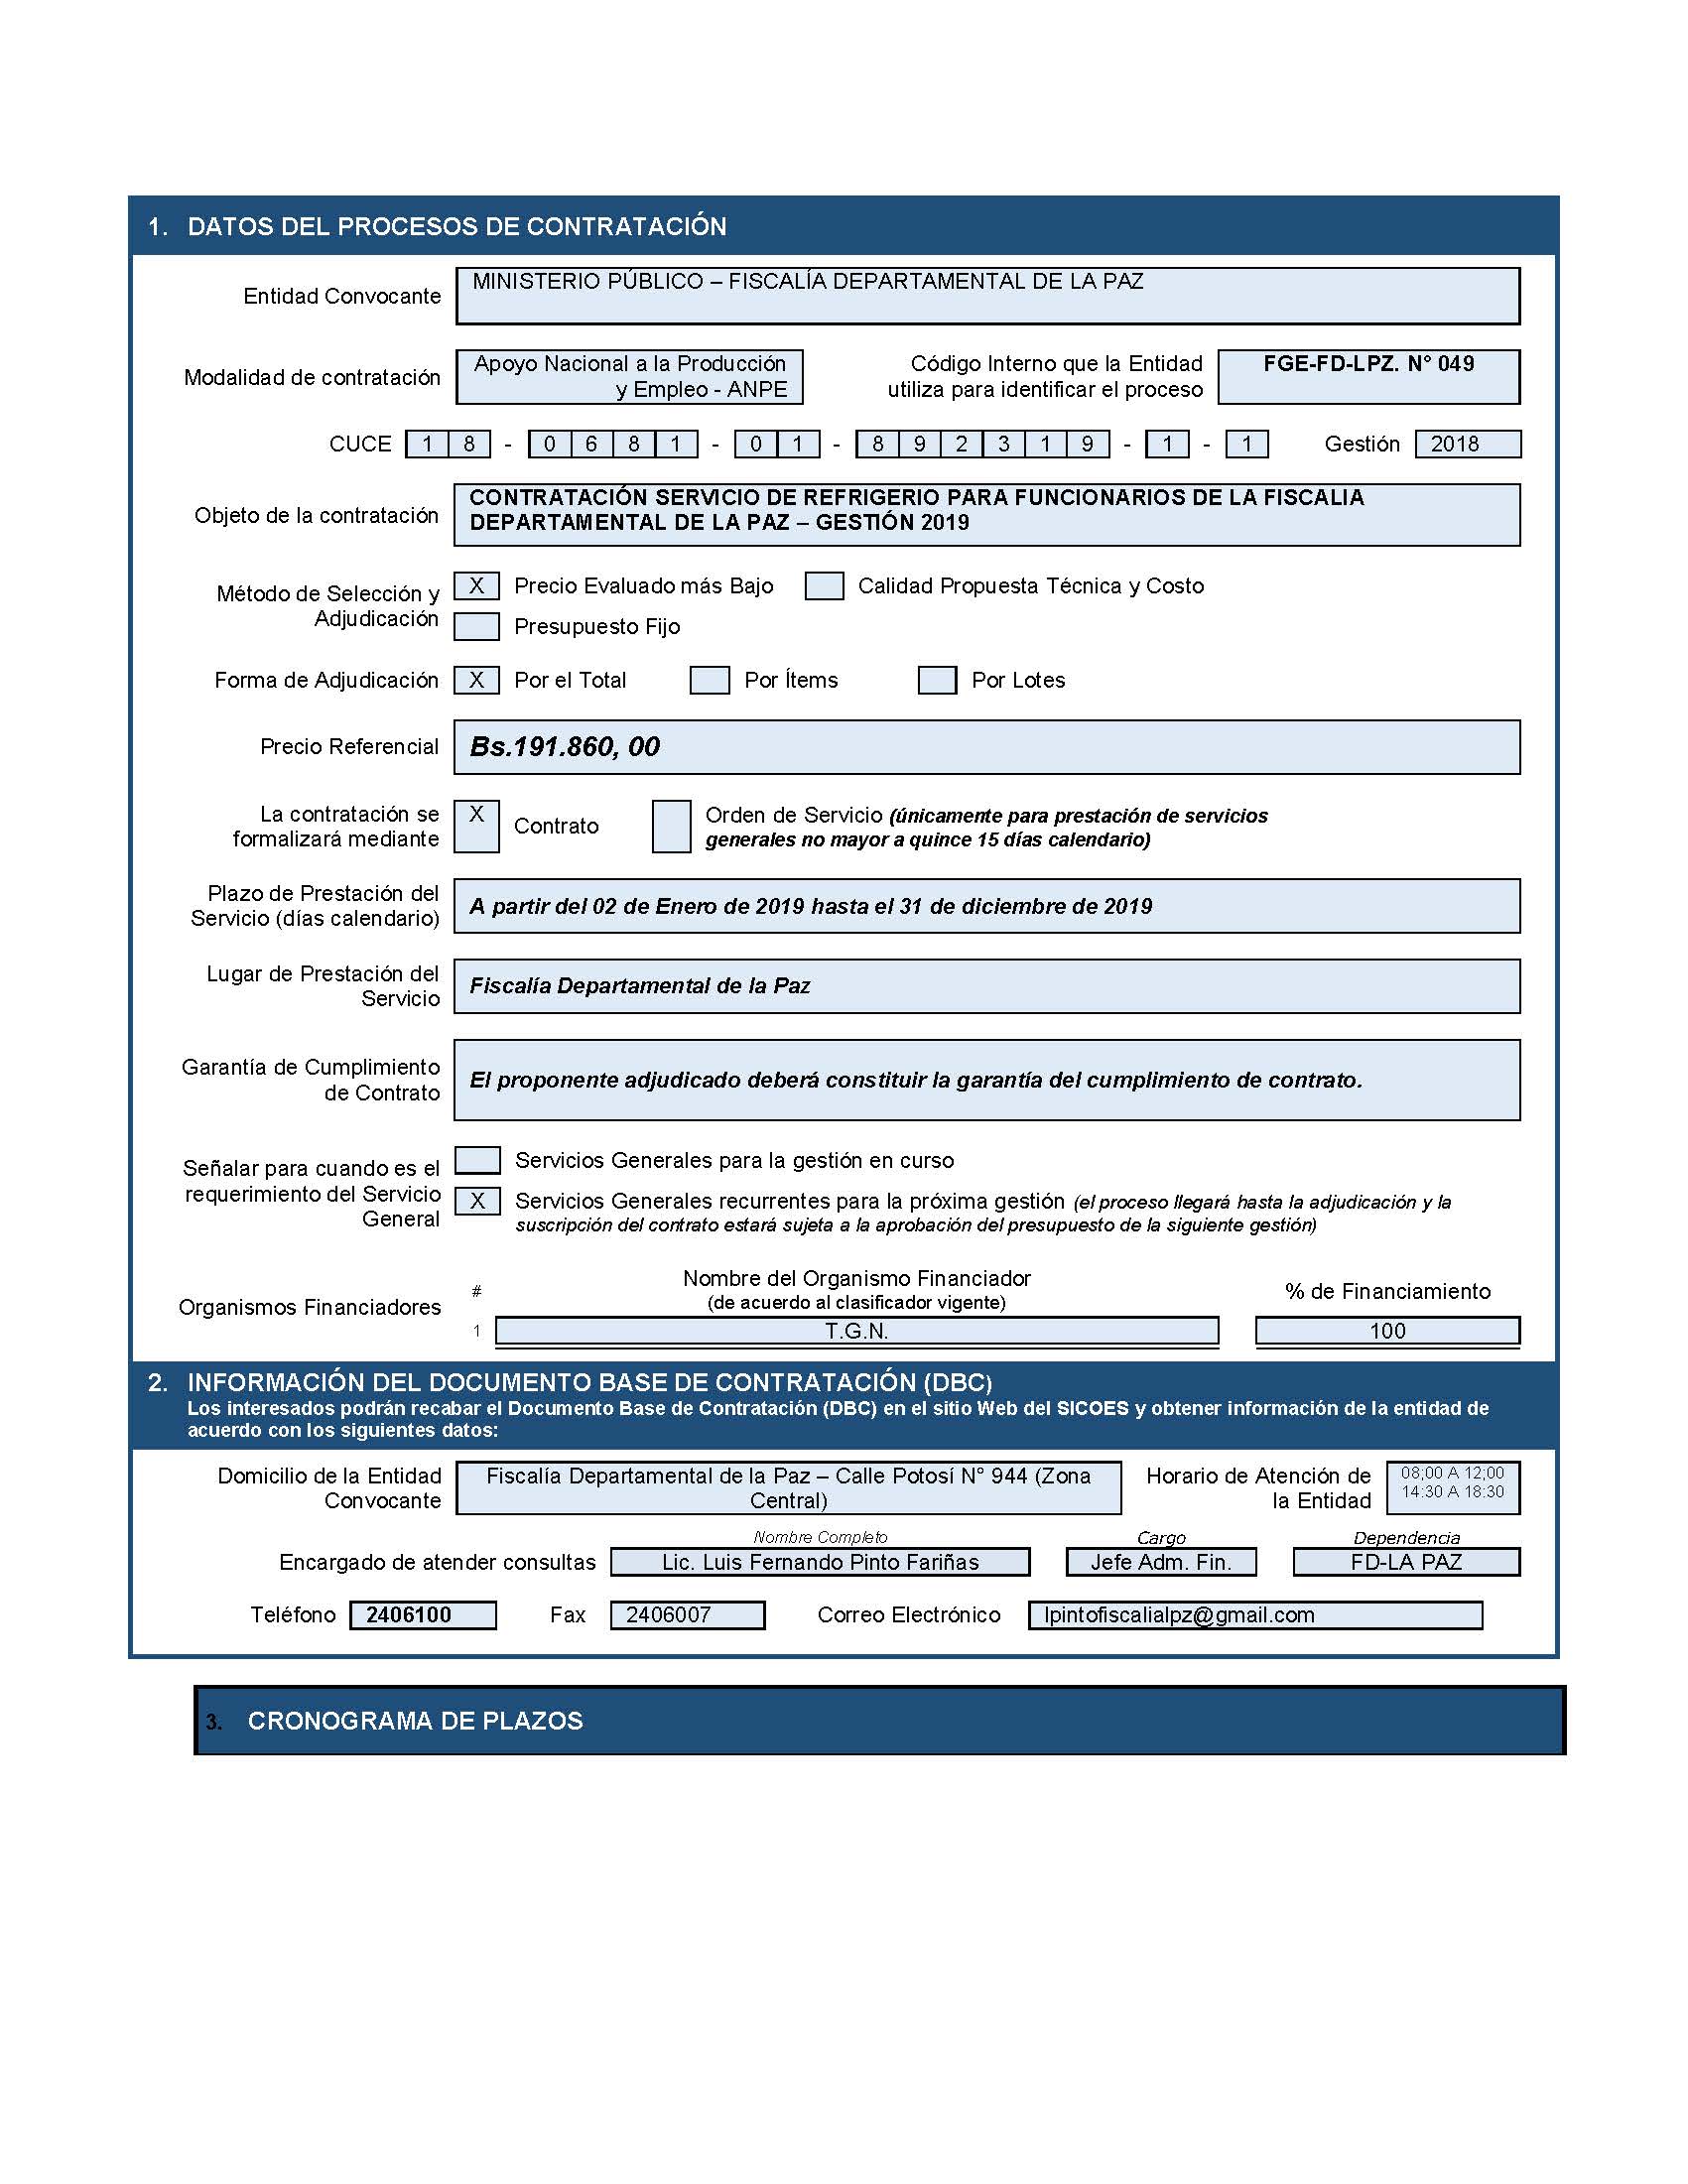 1. DATOS DEL PROCESOS DE CONTRATACIÓN
Entidad Convocante MINISTERIO PÚBLICO – FISCALÍA DEPARTAMENTAL DE LA PAZ
Modalidad de contratación Apoyo Nacional a la Producción y Empleo - ANPE Código Interno que la Entidad utiliza para identificar el proceso FGE-FD-LPZ. N° 049
CUCE 1 8 - 0 6 8 1 - 0 1 - 8 9 2 3 1 9 - 1 - 1 Gestión 2018
Objeto de la contratación CONTRATACIÓN SERVICIO DE REFRIGERIO PARA FUNCIONARIOS DE LA FISCALIA
DEPARTAMENTAL DE LA PAZ – GESTIÓN 2019
Método de Selección y Adjudicación X Precio Evaluado más Bajo Calidad Propuesta Técnica y Costo
Presupuesto Fijo
Forma de Adjudicación X Por el Total Por Ítems Por Lotes
Precio Referencial Bs.191.860, 00
La contratación se formalizará mediante X Contrato Orden de Servicio (únicamente para prestación de servicios
generales no mayor a quince 15 días calendario)
Plazo de Prestación del
Servicio (días calendario) A partir del 02 de Enero de 2019 hasta el 31 de diciembre de 2019
Lugar de Prestación del
Servicio Fiscalía Departamental de la Paz
Garantía de Cumplimiento
de Contrato El proponente adjudicado deberá constituir la garantía del cumplimiento de contrato.
Señalar para cuando es el
requerimiento del Servicio
General Servicios Generales para la gestión en curso
X Servicios Generales recurrentes para la próxima gestión (el proceso llegará hasta la adjudicación y la
suscripción del contrato estará sujeta a la aprobación del presupuesto de la siguiente gestión)
Organismos Financiadores # Nombre del Organismo Financiador
(de acuerdo al clasificador vigente) % de Financiamiento
1 T.G.N. 100
2. INFORMACIÓN DEL DOCUMENTO BASE DE CONTRATACIÓN (DBC)
Los interesados podrán recabar el Documento Base de Contratación (DBC) en el sitio Web del SICOES y obtener información de la entidad de
acuerdo con los siguientes datos:
Domicilio de la Entidad
Convocante Fiscalía Departamental de la Paz – Calle Potosí N° 944 (Zona
Central) Horario de Atención de
la Entidad 08;00 A 12;00
14:30 A 18:30
Nombre Completo Cargo Dependencia
Encargado de atender consultas Lic. Luis Fernando Pinto Fariñas Jefe Adm. Fin. FD-LA PAZ
Teléfono 2406100 Fax 2406007 Correo Electrónico lpintofiscalialpz@gmail.com
3. CRONOGRAMA DE PLAZOS